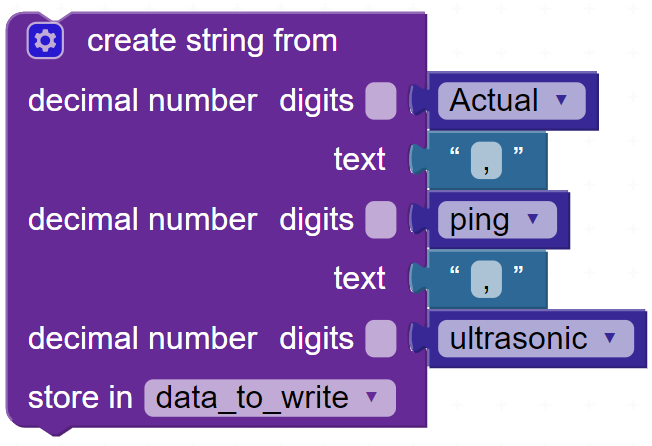 create string from
decimal number digits Actual
text “ , ”
decimal number digits ping
text “ , ”
decimal number digits ultrasonic
store in data_to_write